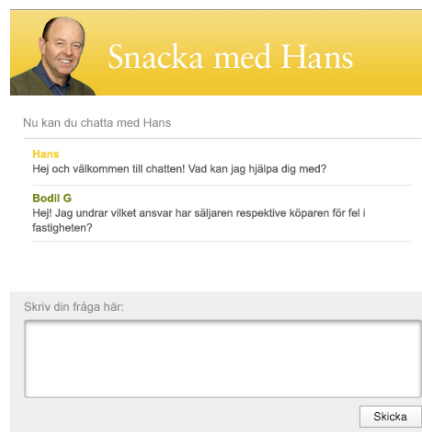 Snacka med Hans
Nu kan du chatta med Hans
Hans
Hej och välkommen till chatten! Vad kan jag hjälpa dig med?
Bodil G
Hej! Jag undrar vilket ansvar har säljaren respektive köparen för fel i
fastigheten?
Skriv din fråga här:
Skicka